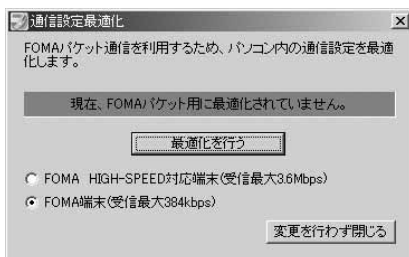 通信設定最適化
FOMAパケット通信を利用するため、パソコン内の通信設定を最適
化します。
現在、FOMAパケット用に最適化されていません。
最適化を行う
FOMA HIGH-SPEED対応端末(受信最大3.6Mbps)
FOMA端末(受信最大384kbps)
変更を行わず閉じる